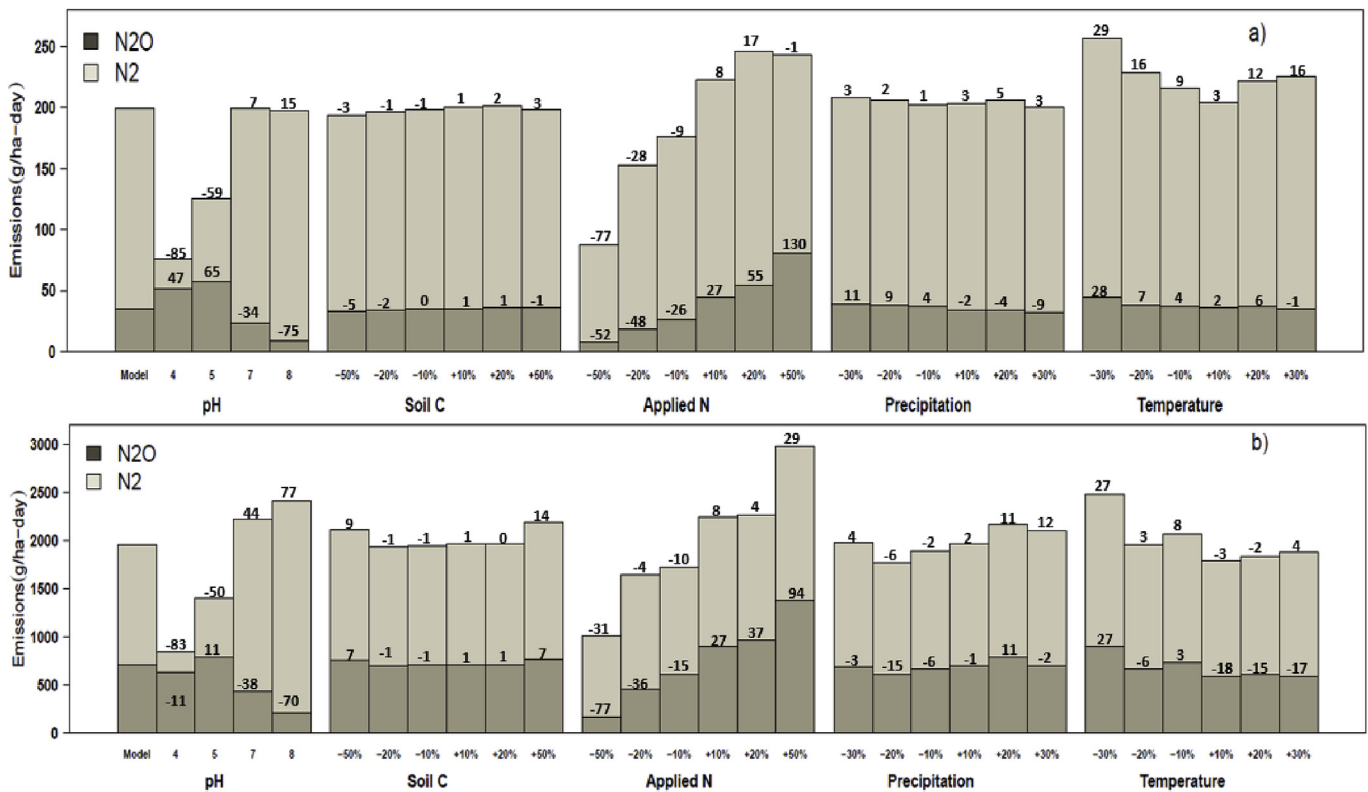 a)
N2O
N2
Emissions(g/ha−day)
250
200
150
100
50
0
7 15
-85 -59
47 65 -34 -75
-3 -1 -1 1 2 3
-5 -2 0 1 1 -1
-77 -28 -9 8 17 -1
-52 -48 -26 27 55 130
3 2 1 3 5 3
11 9 4 -2 -4 -9
29 16 9 3 12 16
28 7 4 2 6 -1
Model 4 5 7 8 −50% −20% −10% +10% +20% +50% −50% −20% −10% +10% +20% +50% −30% −20% −10% +10% +20% +30% −30% −20% −10% +10% +20% +30%
pH Soil C Applied N Precipitation Temperature
b)
N2O
N2
Emissions(g/ha−day)
3000
2500
2000
1500
1000
500
0
-83 -50 44 77
-11 11 -38 -70
9 -1 -1 1 0 14
7 -1 -1 1 1 7
-31 -4 -10 8 4 29
-77 -36 -15 27 37 94
4 -6 -2 2 11 12
-3 -15 -6 -1 11 -2
27 3 8 -3 -2 4
27 -6 3 -18 -15 -17
Model 4 5 7 8 −50% −20% −10% +10% +20% +50% −50% −20% −10% +10% +20% +50% −30% −20% −10% +10% +20% +30% −30% −20% −10% +10% +20% +30%
pH Soil C Applied N Precipitation Temperature